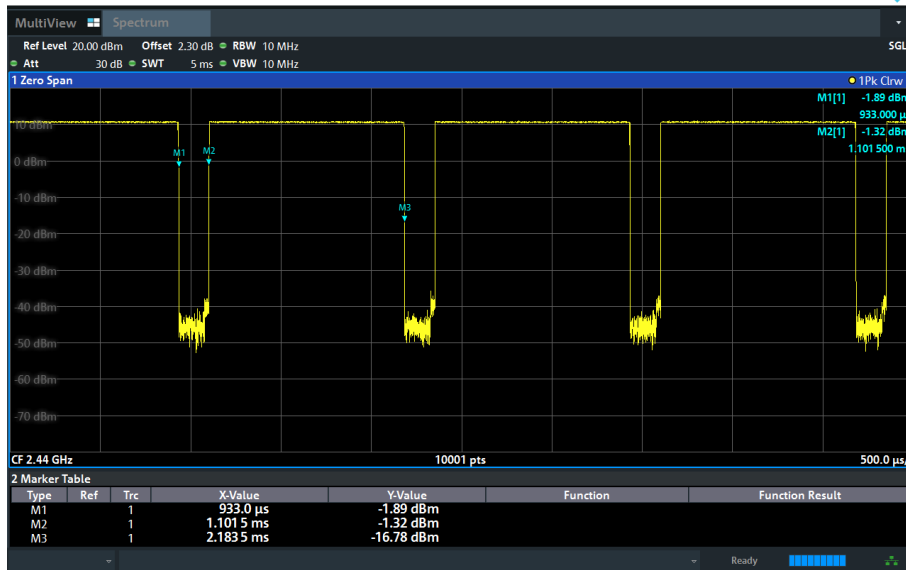 MultiView Spectrum
Ref Level 20.00 dBm Offset 2.30 dB RBW 10 MHz SGL
Att 30 dB SWT 5 ms VBW 10 MHz
1 Zero Span 1Pk Clrw
M1[1] -1.89 dBm
933.000 µ
10 dBm
M2[1] -1.32 dBm
1.101 500 m
M1 M2
0 dBm
-10 dBm
M3
-20 dBm
-30 dBm
-40 dBm
-50 dBm
-60 dBm
-70 dBm
CF 2.44 GHz 10001 pts 500.0 µs/
2 Marker Table
Type Ref Trc X-Value Y-Value Function Function Result
M1 1 933.0 µs -1.89 dBm
M2 1 1.1015 ms -1.32 dBm
M3 1 2.1835 ms -16.78 dBm
Ready